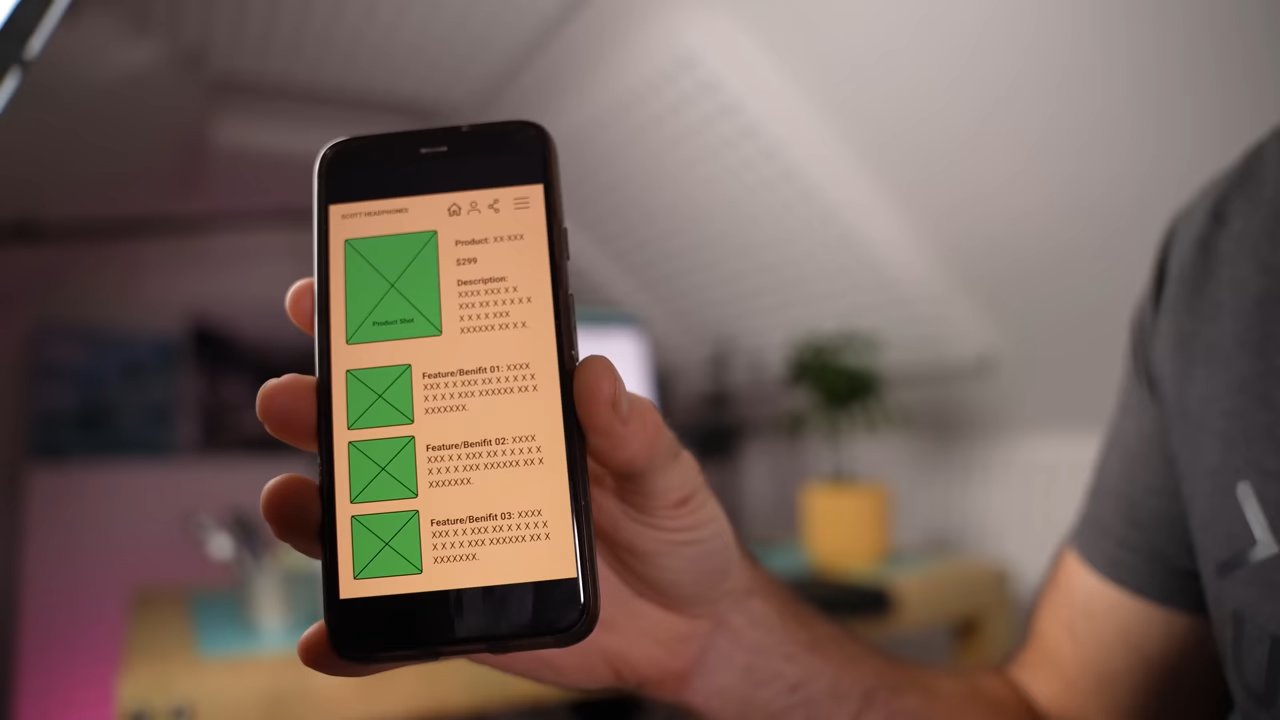 SCOTT HEADPHONES
Product: XX-XXX
$299
Description:
XXXX XXX X X
XXX XX X X X X X
X X X X XXX
XXXXXX XX X X.
Product Shot
Feature/Benifit 01: XXXX
XXX X X XXX XX X X X X X
X X X X XXX XXXXXX XX X
XXXXXXX.
Feature/Benifit 02: XXXX
XXX X X XXX XX X X X X X
X X X X XXX XXXXXX XX X
XXXXXXX.
Feature/Benifit 03: XXXX
XXX X X XXX XX X X X X X
X X X X XXX XXXXXX XX X
XXXXXXX.